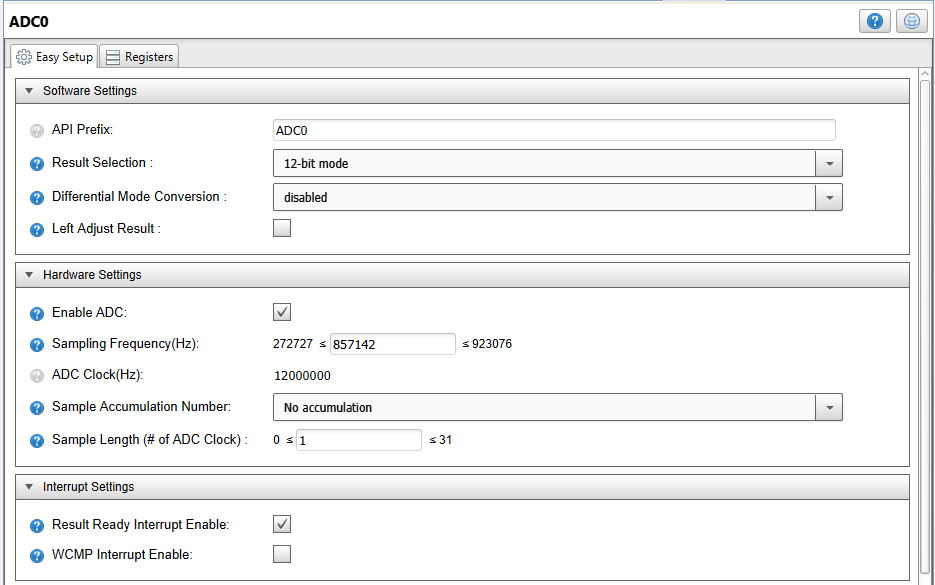 ADC0
Easy Setup Registers
Software Settings
API Prefix: ADC0
Result Selection : 12-bit mode
Differential Mode Conversion : disabled
Left Adjust Result :
Hardware Settings
Enable ADC:
Sampling Frequency(Hz): 272727 ≤ 857142 ≤ 923076
ADC Clock(Hz): 12000000
Sample Accumulation Number: No accumulation
Sample Length (# of ADC Clock) : 0 ≤ 1 ≤ 31
Interrupt Settings
Result Ready Interrupt Enable:
WCMP Interrupt Enable: